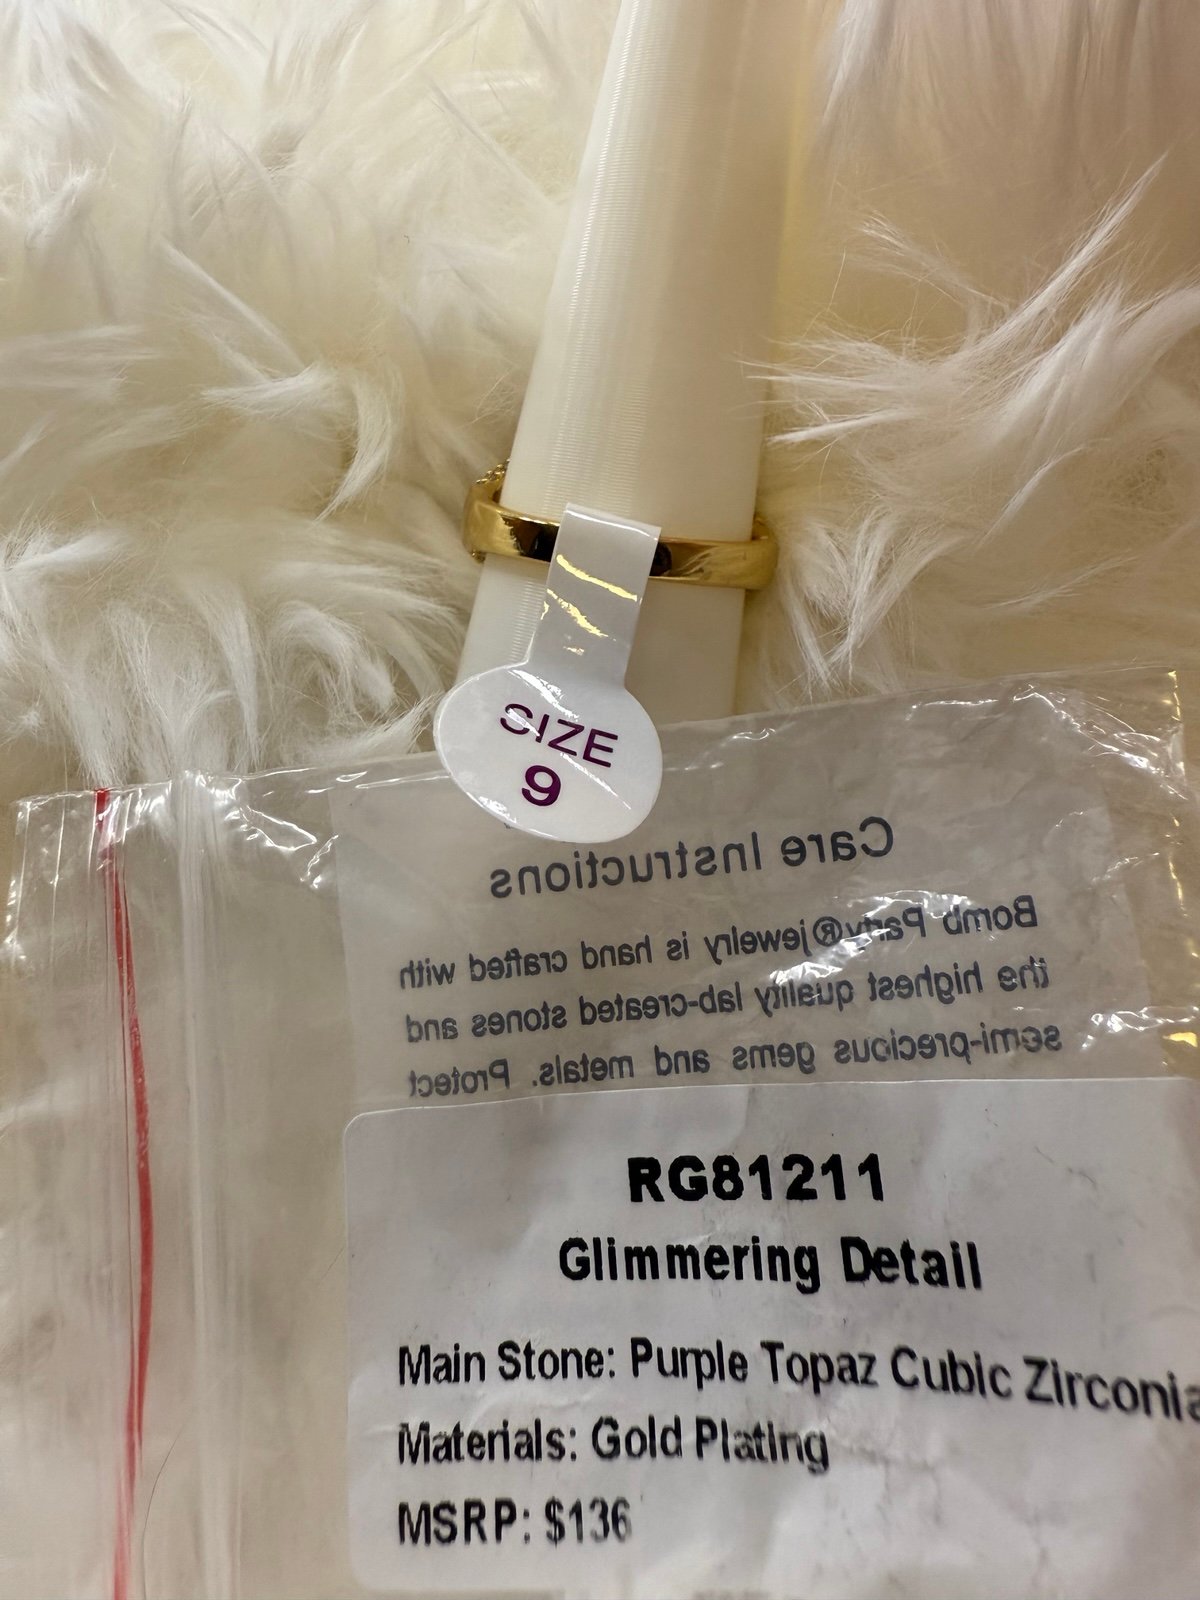 SIZE
9
Care Instructions
Bomb Party® jewelry is hand crafted with
the highest quality lab-created stones and
semi-precious gems and metals. Protect
RG81211
Glimmering Detail
Main Stone: Purple Topaz Cubic Zirconia
Materials: Gold Plating
MSRP: $136